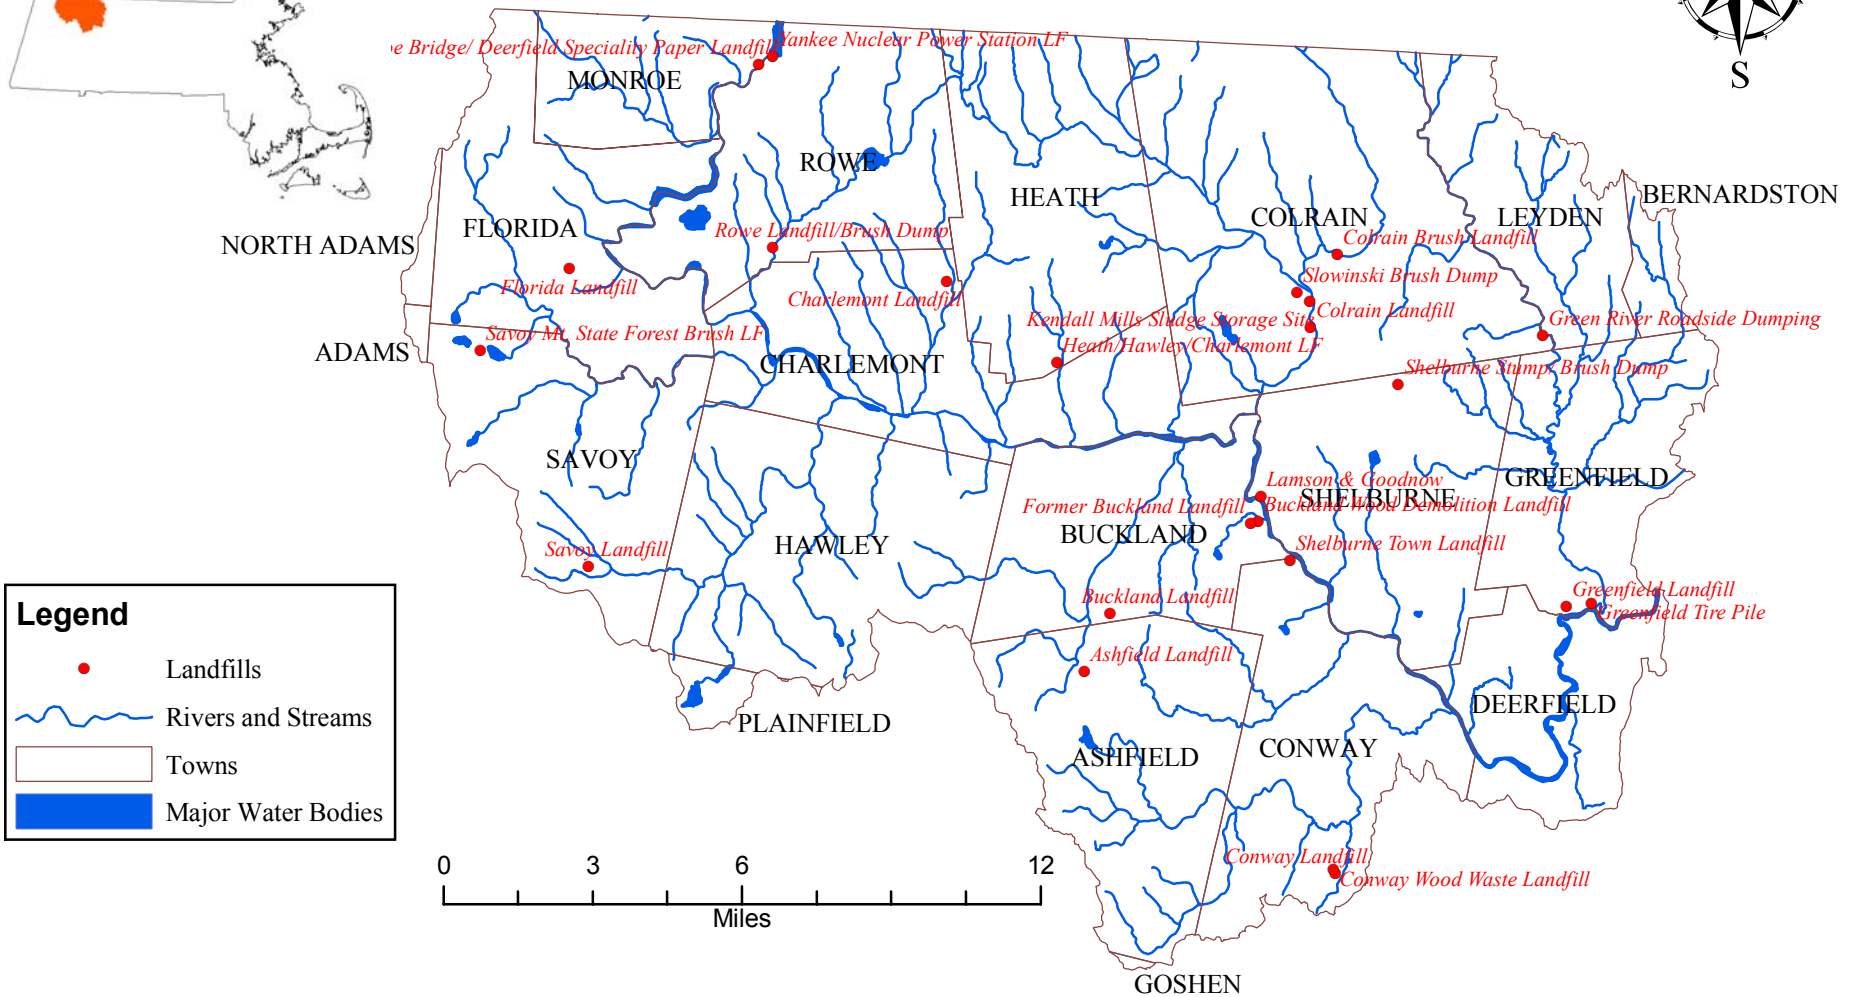 S
e Bridge/ Deerfield Speciality Paper Landfill
Yankee Nuclear Power Station LF
MONROE
ROWE
HEATH
COLRAIN
LEYDEN
BERNARDSTON
NORTH ADAMS
FLORIDA
Rowe Landfill/Brush Dump
Colrain Brush Landfill
Florida Landfill
Charlemont Landfill
Slowinski Brush Dump
Colrain Landfill
Kendall Mills Sludge Storage Site
Green River Roadside Dumping
Savoy Mt. State Forest Brush LF
Heath/Hawley/Charlemont LF
ADAMS
CHARLEMONT
Shelburne Stump, Brush Dump
SAVOY
Lamson & Goodnow
GREENFIELD
SHELBURNE
Former Buckland Landfill
Buckland Wood Demolition Landfill
BUCKLAND
HAWLEY
Savoy Landfill
Shelburne Town Landfill
Buckland Landfill
Greenfield Landfill
Greenfield Tire Pile
Ashfield Landfill
DEERFIELD
PLAINFIELD
ASHFIELD
CONWAY
Conway Landfill
Conway Wood Waste Landfill
GOSHEN
Legend
Landfills
Rivers and Streams
Towns
Major Water Bodies
0 3 6 12
Miles